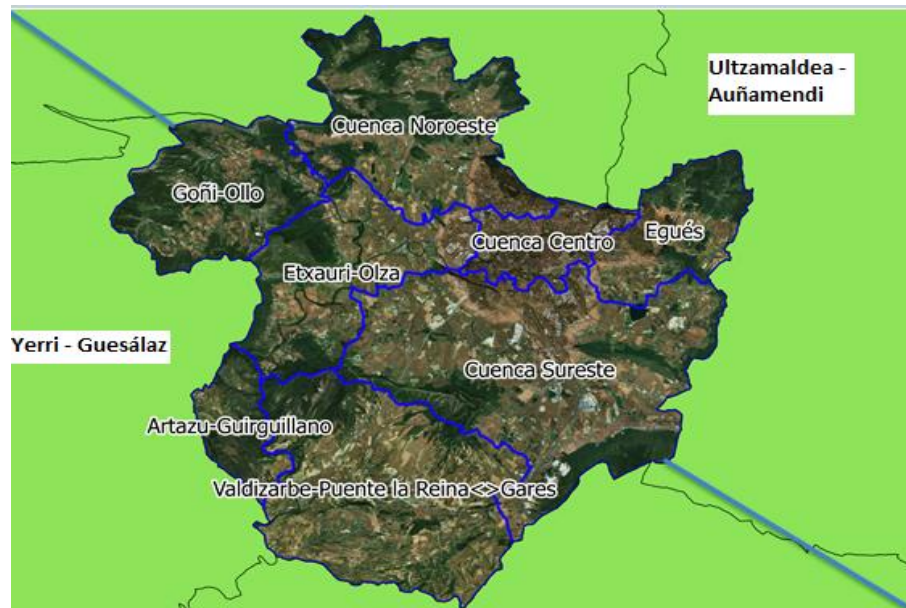 Ultzamaldea -
Auñamendi
Cuenca Noroeste
Goñi-Ollo
Egués
Cuenca Centro
Etxauri-Olza
Yerri - Guesálaz
Cuenca Sureste
Artazu-Guirguillano
Valdizarbe-Puente la Reina<>Gares